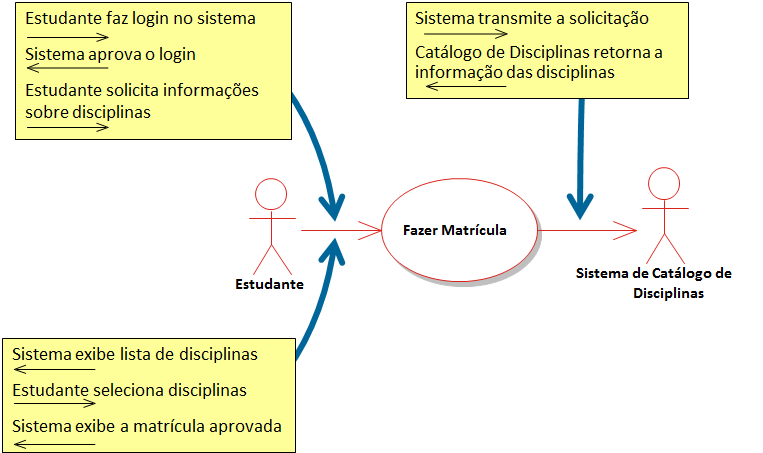 Estudante faz login no sistema
Sistema aprova o login
Estudante solicita informações
sobre disciplinas
Sistema transmite a solicitação
Catálogo de Disciplinas retorna a
informação das disciplinas
Fazer Matrícula
Estudante
Sistema de Catálogo de
Disciplinas
Sistema exibe lista de disciplinas
Estudante seleciona disciplinas
Sistema exibe a matrícula aprovada